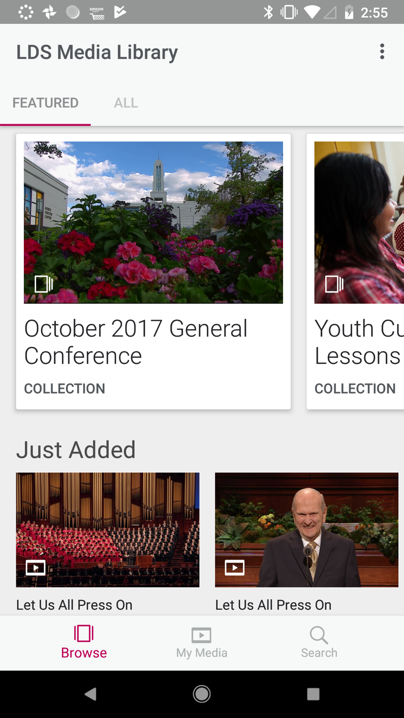 2:55
LDS Media Library
FEATURED
ALL
October 2017 General
Conference
COLLECTION
Youth Cu
Lessons
COLLECTION
Just Added
Let Us All Press On
Let Us All Press On
Browse
My Media
Search